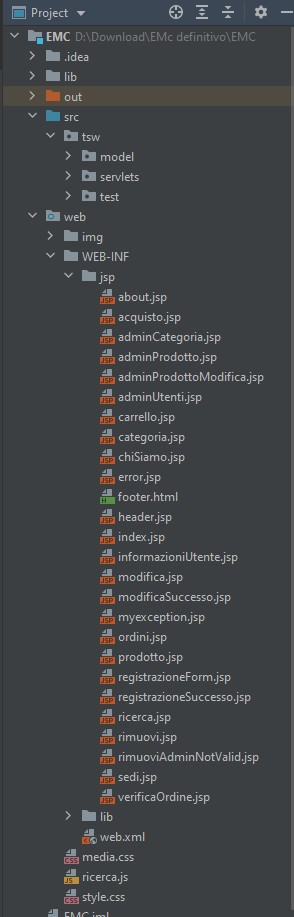 Project
EMC D:\Download\EMc definitivo\EMC
.idea
lib
out
src
tsw
model
servlets
test
web
img
WEB-INF
jsp
about.jsp
acquisto.jsp
adminCategoria.jsp
adminProdotto.jsp
adminProdottoModifica.jsp
adminUtenti.jsp
carrello.jsp
categoria.jsp
chiSiamo.jsp
error.jsp
footer.html
header.jsp
index.jsp
informazioniUtente.jsp
modifica.jsp
modificaSuccesso.jsp
myexception.jsp
ordini.jsp
prodotto.jsp
registrazioneForm.jsp
registrazioneSuccesso.jsp
ricerca.jsp
rimuovi.jsp
rimuoviAdminNotValid.jsp
sedi.jsp
verificaOrdine.jsp
lib
web.xml
media.css
ricerca.js
style.css
EMC.iml